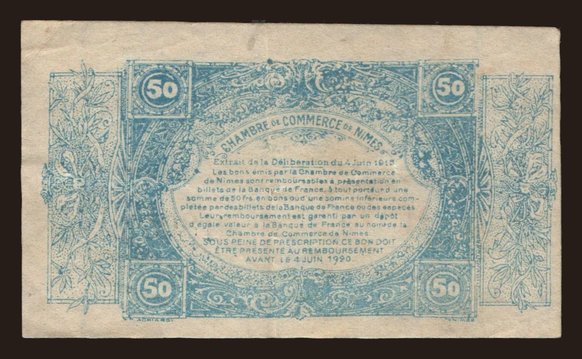 50 50
CHAMBRE DE COMMERCE DE NIMES
Extrait de la Délibération du 4 Juin 1915
Les bons émis par la Chambre de Commerce
de Nimes sont remboursables à présentation en
billets de la Banque de France, à tout porteur d'une
somme de 50 frs. en bons ou d'une somme inférieure com-
plétée par des billets de la Banque de France ou des espèces.
Leur remboursement est garanti par un dépôt
d'égale valeur à la Banque de France au nom de la
Chambre de Commerce de Nimes.
SOUS PEINE DE PRESCRIPTION CE BON DOIT
ÊTRE PRÉSENTÉ AU REMBOURSEMENT
AVANT LE 4 JUIN 1920.
50 50